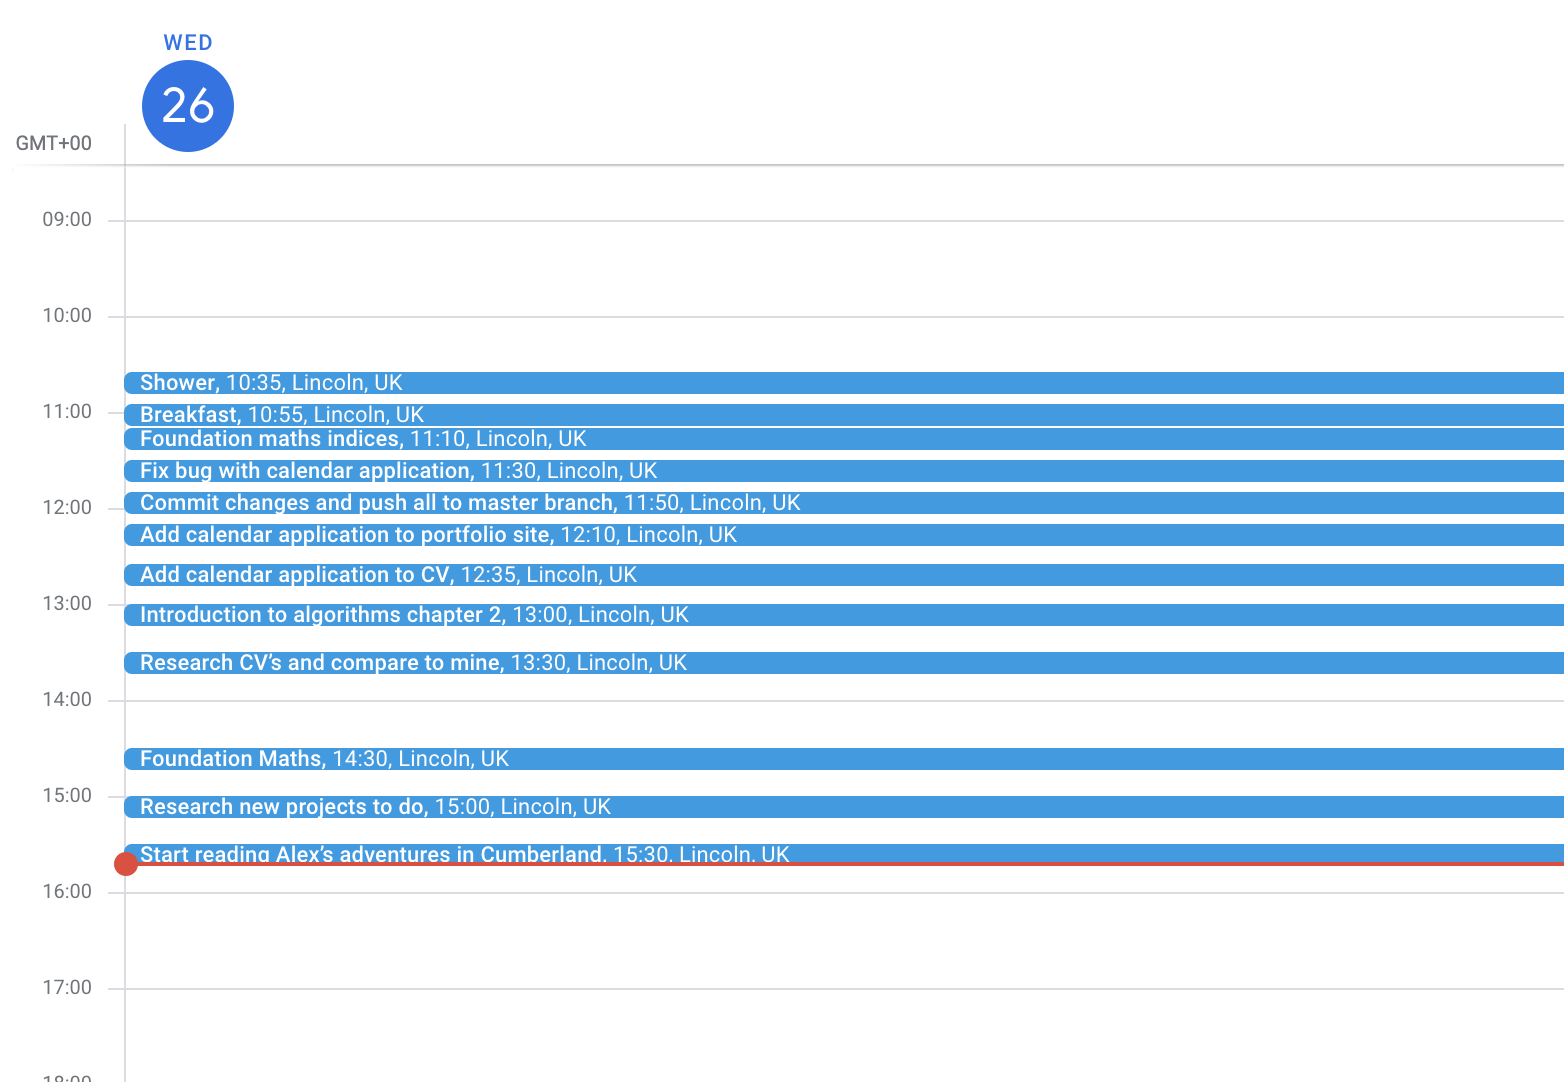 WED
26
GMT+00
09:00
10:00
Shower, 10:35, Lincoln, UK
11:00
Breakfast, 10:55, Lincoln, UK
Foundation maths indices, 11:10, Lincoln, UK
Fix bug with calendar application, 11:30, Lincoln, UK
12:00
Commit changes and push all to master branch, 11:50, Lincoln, UK
Add calendar application to portfolio site, 12:10, Lincoln, UK
Add calendar application to CV, 12:35, Lincoln, UK
13:00
Introduction to algorithms chapter 2, 13:00, Lincoln, UK
Research CV’s and compare to mine, 13:30, Lincoln, UK
14:00
Foundation Maths, 14:30, Lincoln, UK
15:00
Research new projects to do, 15:00, Lincoln, UK
Start reading Alex’s adventures in Cumberland, 15:30, Lincoln, UK
16:00
17:00
18:00